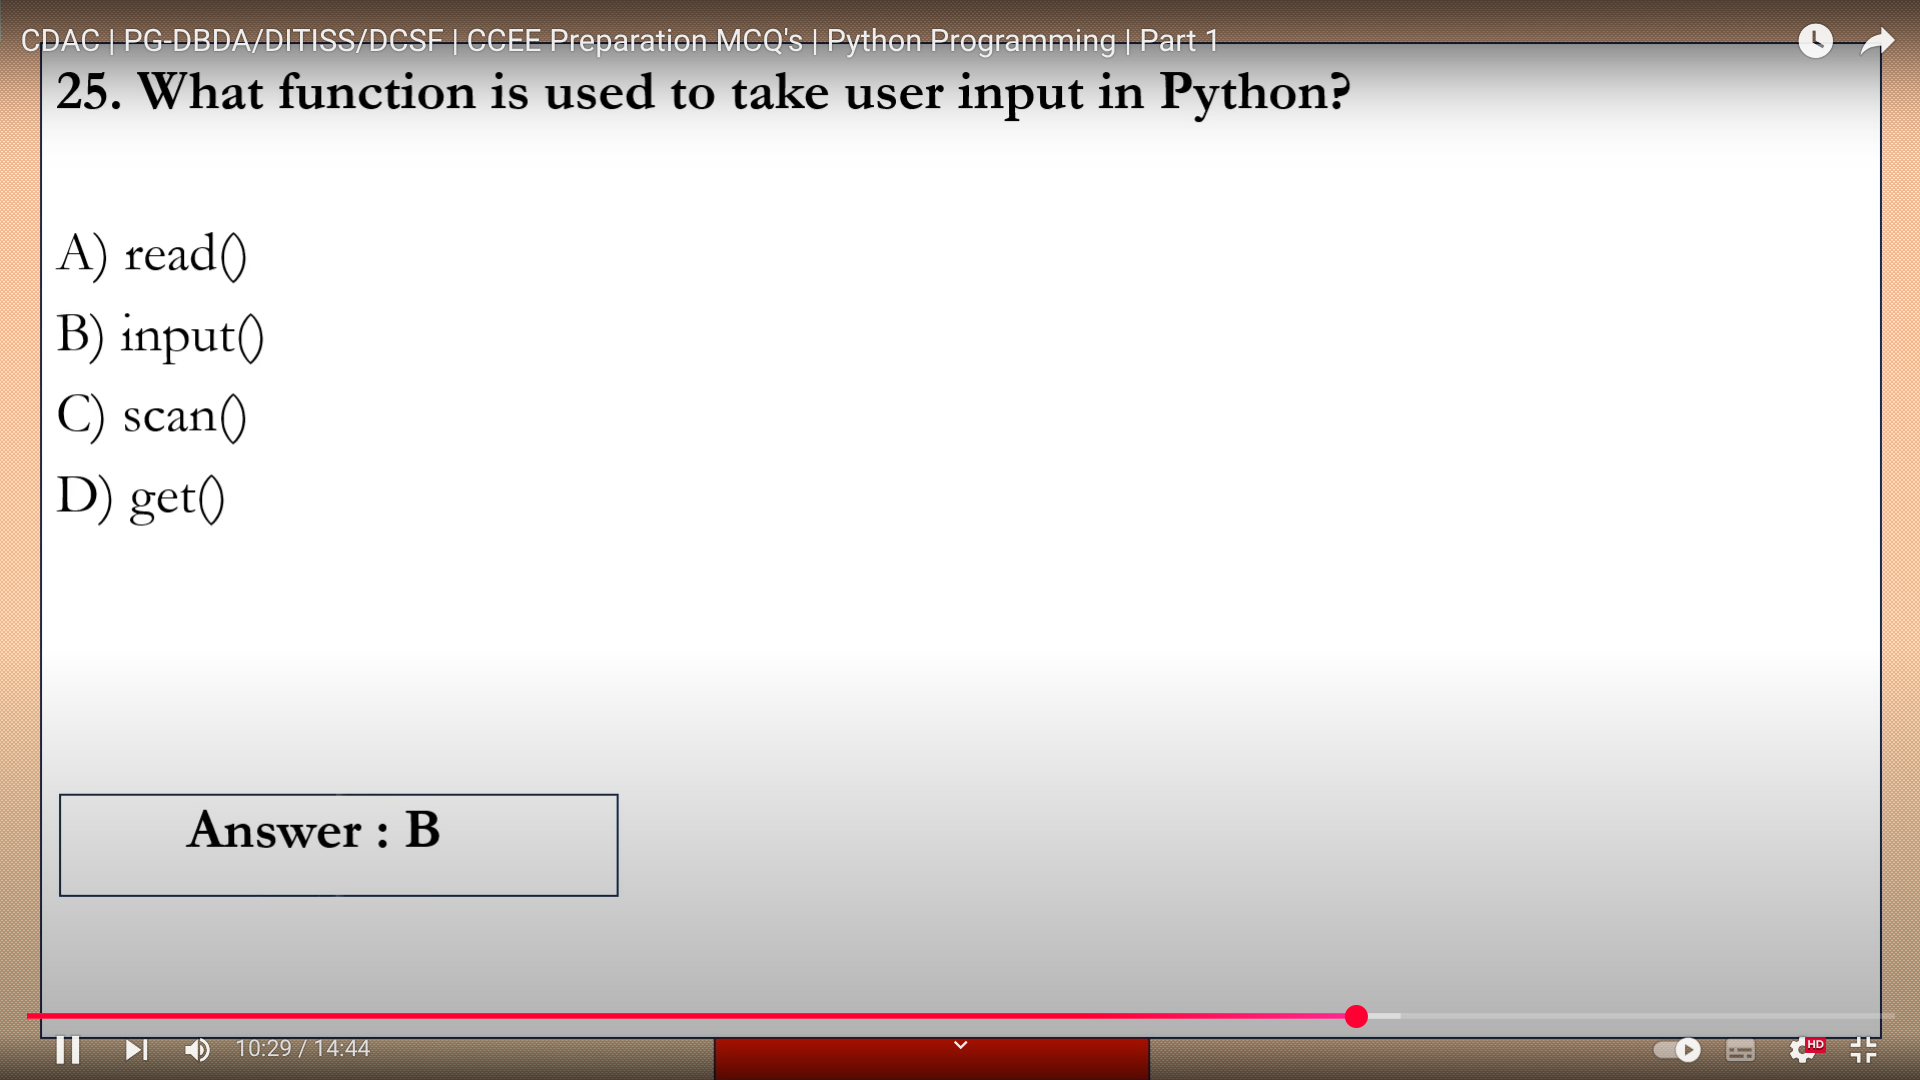 CDAC | PG-DBDA/DITISS/DCSF | CCEE Preparation MCQ's | Python Programming | Part 1
25. What function is used to take user input in Python?
A) read()
B) input()
C) scan()
D) get()
Answer : B
10:29 / 14:44
HD